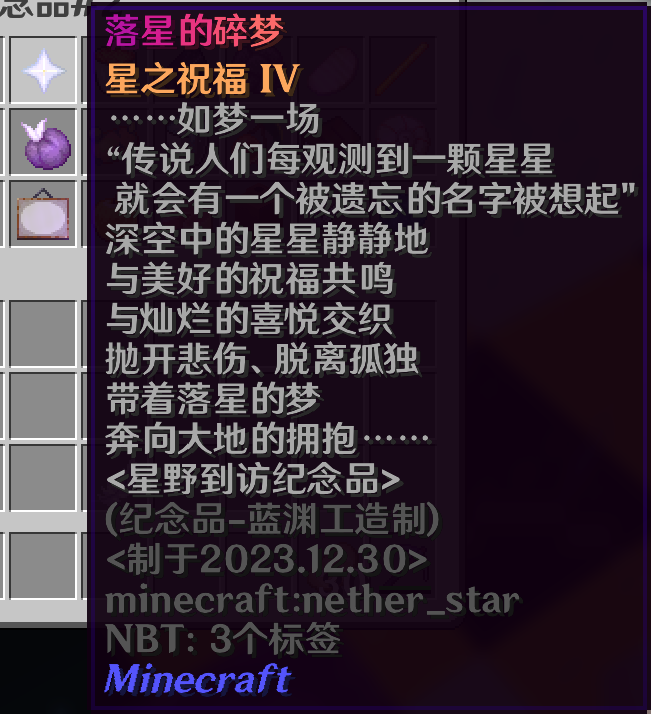 念品
落星的碎梦
星之祝福 IV
……如梦一场
“传说人们每观测到一颗星星
就会有一个被遗忘的名字被想起”
深空中的星星静静地
与美好的祝福共鸣
与灿烂的喜悦交织
抛开悲伤、脱离孤独
带着落星的梦
奔向大地的拥抱……
<星野到访纪念品>
(纪念品-蓝渊工造制)
<制于2023.12.30>
minecraft:nether_star
NBT: 3个标签
Minecraft